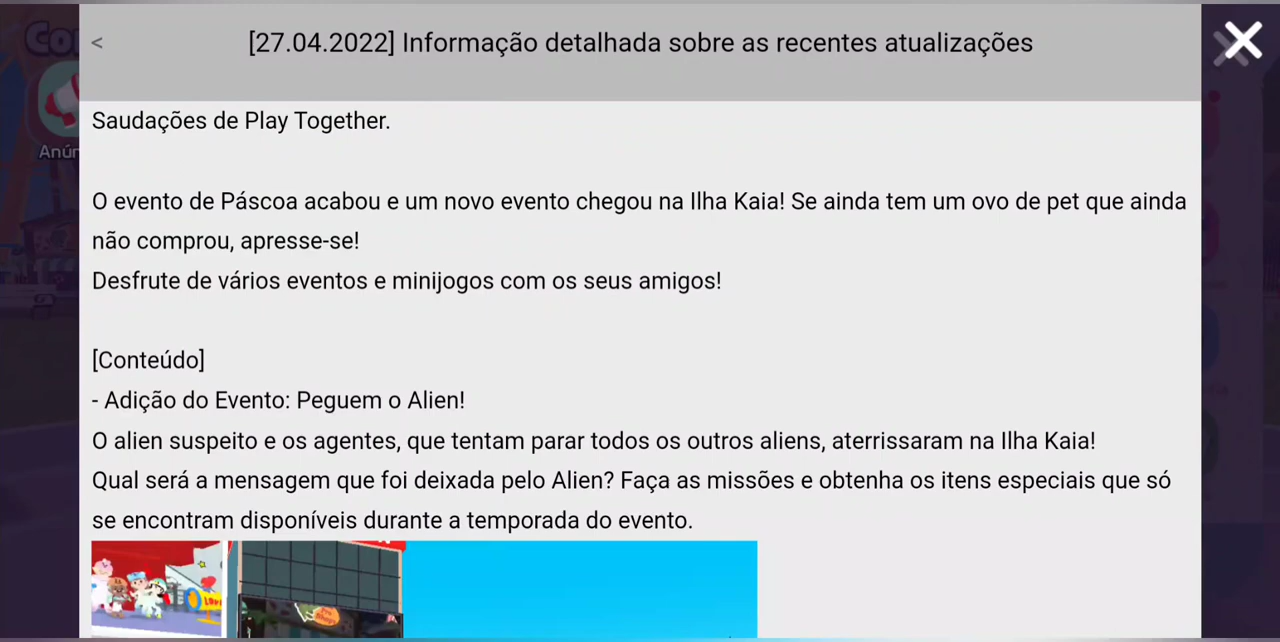 < [27.04.2022] Informação detalhada sobre as recentes atualizações
Saudações de Play Together.
O evento de Páscoa acabou e um novo evento chegou na Ilha Kaia! Se ainda tem um ovo de pet que ainda
não comprou, apresse-se!
Desfrute de vários eventos e minijogos com os seus amigos!
[Conteúdo]
- Adição do Evento: Peguem o Alien!
O alien suspeito e os agentes, que tentam parar todos os outros aliens, aterrissaram na Ilha Kaia!
Qual será a mensagem que foi deixada pelo Alien? Faça as missões e obtenha os itens especiais que só
se encontram disponíveis durante a temporada do evento.